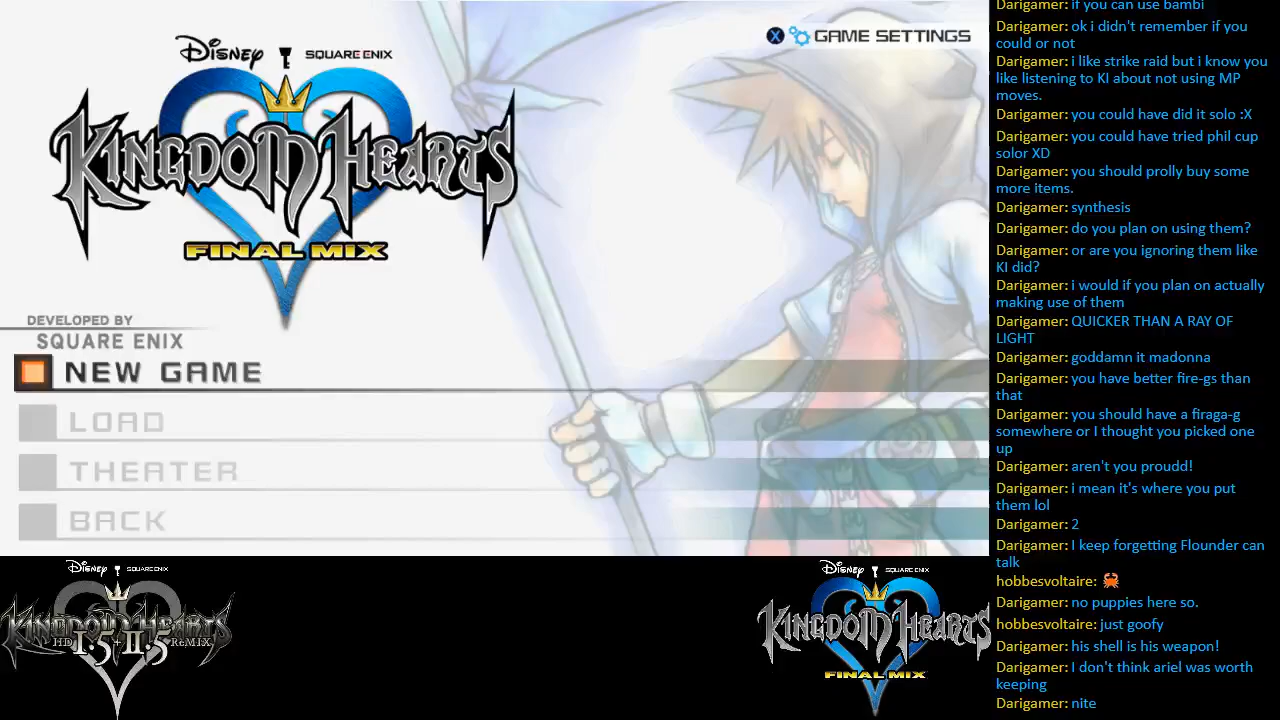 Disney SQUARE ENIX
KINGDOM HEARTS
FINAL MIX
X GAME SETTINGS
DEVELOPED BY
SQUARE ENIX
NEW GAME
LOAD
THEATER
BACK
Disney SQUARE ENIX
KINGDOM HEARTS
HD I.5+II.5 ReMIX
Disney SQUARE ENIX
KINGDOM HEARTS
FINAL MIX
Darigamer: if you can use bambi
Darigamer: ok i didn't remember if you
could or not
Darigamer: i like strike raid but i know you
like listening to KI about not using MP
moves.
Darigamer: you could have did it solo :X
Darigamer: you could have tried phil cup
solor XD
Darigamer: you should prolly buy some
more items.
Darigamer: synthesis
Darigamer: do you plan on using them?
Darigamer: or are you ignoring them like
KI did?
Darigamer: i would if you plan on actually
making use of them
Darigamer: QUICKER THAN A RAY OF
LIGHT
Darigamer: goddamn it madonna
Darigamer: you have better fire-gs than
that
Darigamer: you should have a firaga-g
somewhere or I thought you picked one
up
Darigamer: aren't you proudd!
Darigamer: i mean it's where you put
them lol
Darigamer: 2
Darigamer: I keep forgetting Flounder can
talk
hobbesvoltaire: 🦀
Darigamer: no puppies here so.
hobbesvoltaire: just goofy
Darigamer: his shell is his weapon!
Darigamer: I don't think ariel was worth
keeping
Darigamer: nite